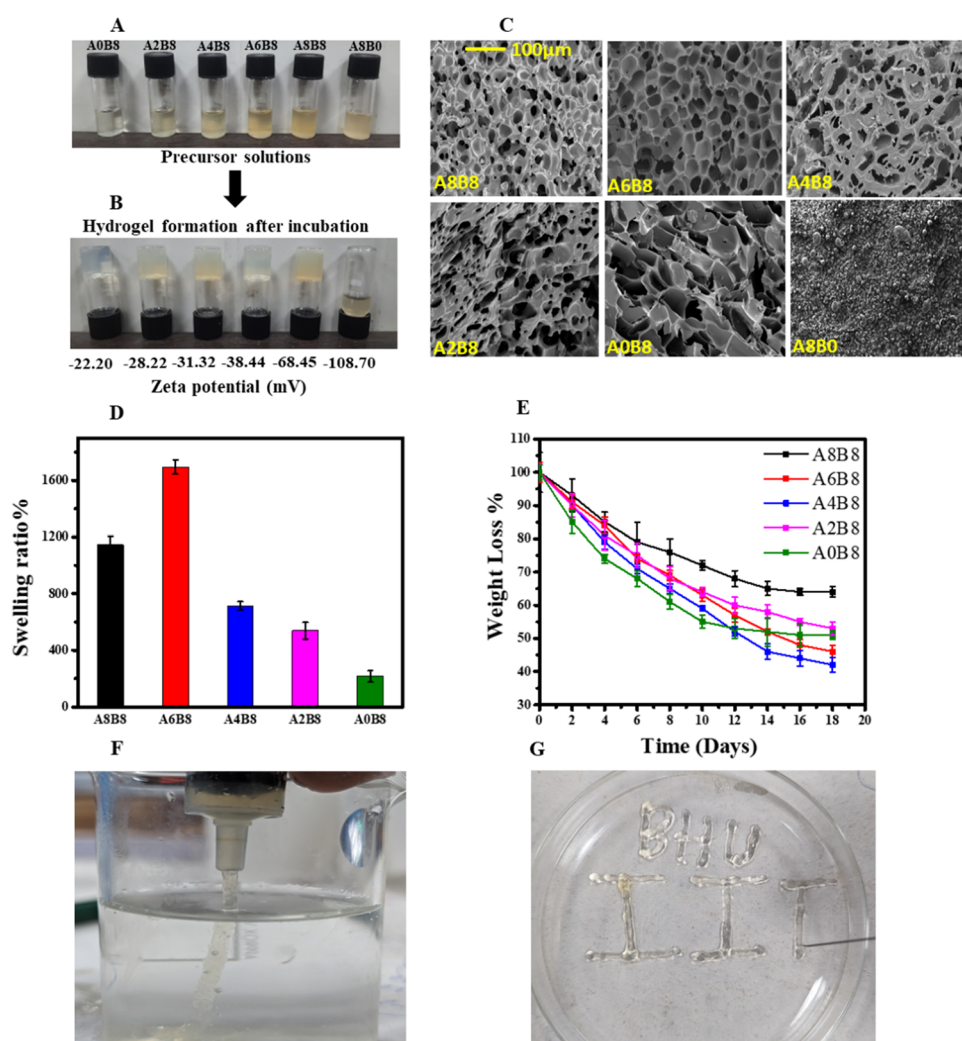 A
A0B8 A2B8 A4B8 A6B8 A8B8 A8B0
Precursor solutions
B
Hydrogel formation after incubation
-22.20 -28.22 -31.32 -38.44 -68.45 -108.70
Zeta potential (mV)
C
100µm
A8B8 A6B8 A4B8
A2B8 A0B8 A8B0
D
Swelling ratio%
1600
1200
800
400
0
A8B8 A6B8 A4B8 A2B8 A0B8
E
Weight Loss %
110
100
90
80
70
60
50
40
30
A8B8
A6B8
A4B8
A2B8
A0B8
0 2 4 6 8 10 12 14 16 18 20
Time (Days)
F
G
BHU
IIT